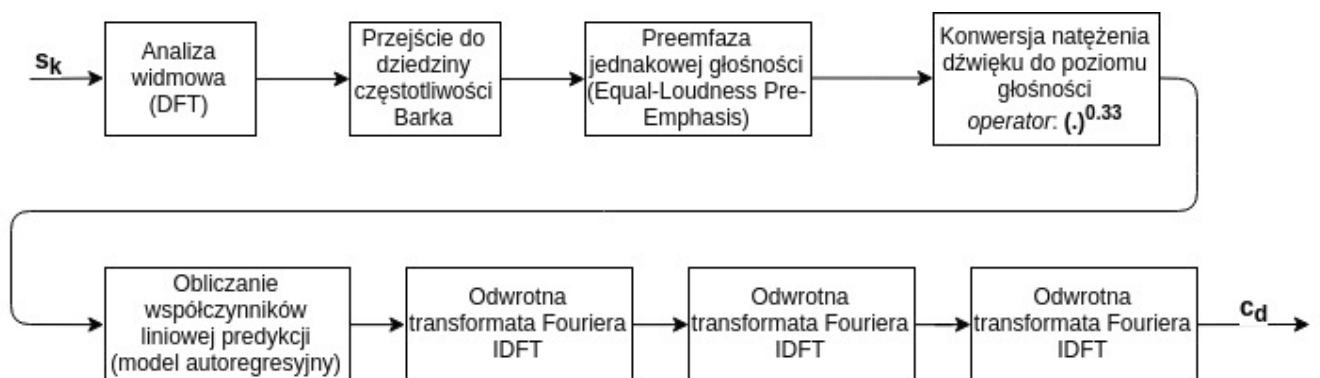 sk
Analiza
widmowa
(DFT)
Przejście do
dziedziny
częstotliwości
Barka
Preemfaza
jednakowej głośności
(Equal-Loudness Pre-
Emphasis)
Konwersja natężenia
dźwięku do poziomu
głośności
operator: (.)^0.33
Obliczanie
współczynników
liniowej predykcji
(model autoregresyjny)
Odwrotna
transformata Fouriera
IDFT
Odwrotna
transformata Fouriera
IDFT
Odwrotna
transformata Fouriera
IDFT
cd